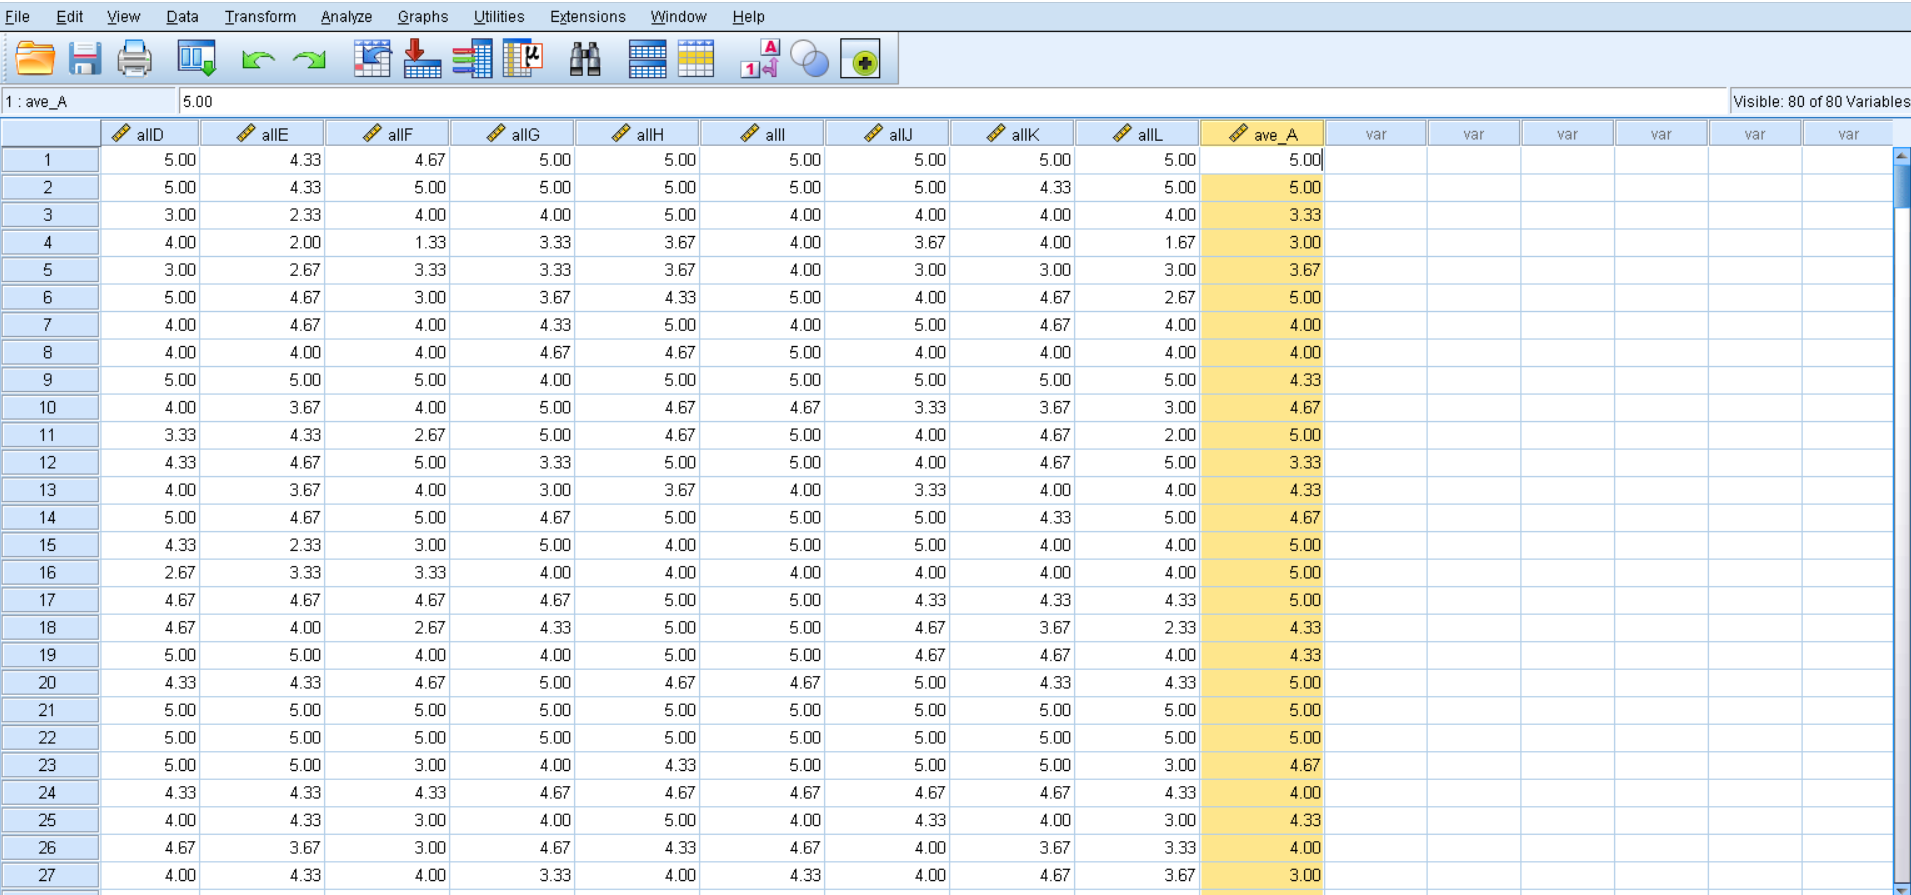 File Edit View Data Transform Analyze Graphs Utilities Extensions Window Help
μ A 1
1 : ave_A 5.00 Visible: 80 of 80 Variables
allD allE allF allG allH allI allJ allK allL ave_A var var var var var var
1 5.00 4.33 4.67 5.00 5.00 5.00 5.00 5.00 5.00 5.00
2 5.00 4.33 5.00 5.00 5.00 5.00 5.00 4.33 5.00 5.00
3 3.00 2.33 4.00 4.00 5.00 4.00 4.00 4.00 4.00 3.33
4 4.00 2.00 1.33 3.33 3.67 4.00 3.67 4.00 1.67 3.00
5 3.00 2.67 3.33 3.33 3.67 4.00 3.00 3.00 3.00 3.67
6 5.00 4.67 3.00 3.67 4.33 5.00 4.00 4.67 2.67 5.00
7 4.00 4.67 4.00 4.33 5.00 4.00 5.00 4.67 4.00 4.00
8 4.00 4.00 4.00 4.67 4.67 5.00 4.00 4.00 4.00 4.00
9 5.00 5.00 5.00 4.00 5.00 5.00 5.00 5.00 5.00 4.33
10 4.00 3.67 4.00 5.00 4.67 4.67 3.33 3.67 3.00 4.67
11 3.33 4.33 2.67 5.00 4.67 5.00 4.00 4.67 2.00 5.00
12 4.33 4.67 5.00 3.33 5.00 5.00 4.00 4.67 5.00 3.33
13 4.00 3.67 4.00 3.00 3.67 4.00 3.33 4.00 4.00 4.33
14 5.00 4.67 5.00 4.67 5.00 5.00 5.00 4.33 5.00 4.67
15 4.33 2.33 3.00 5.00 4.00 5.00 5.00 4.00 4.00 5.00
16 2.67 3.33 3.33 4.00 4.00 4.00 4.00 4.00 4.00 5.00
17 4.67 4.67 4.67 4.67 5.00 5.00 4.33 4.33 4.33 5.00
18 4.67 4.00 2.67 4.33 5.00 5.00 4.67 3.67 2.33 4.33
19 5.00 5.00 4.00 4.00 5.00 5.00 4.67 4.67 4.00 4.33
20 4.33 4.33 4.67 5.00 4.67 4.67 5.00 4.33 4.33 5.00
21 5.00 5.00 5.00 5.00 5.00 5.00 5.00 5.00 5.00 5.00
22 5.00 5.00 5.00 5.00 5.00 5.00 5.00 5.00 5.00 5.00
23 5.00 5.00 3.00 4.00 4.33 5.00 5.00 5.00 3.00 4.67
24 4.33 4.33 4.33 4.67 4.67 4.67 4.67 4.67 4.33 4.00
25 4.00 4.33 3.00 4.00 5.00 4.00 4.33 4.00 3.00 4.33
26 4.67 3.67 3.00 4.67 4.33 4.67 4.00 3.67 3.33 4.00
27 4.00 4.33 4.00 3.33 4.00 4.33 4.00 4.67 3.67 3.00